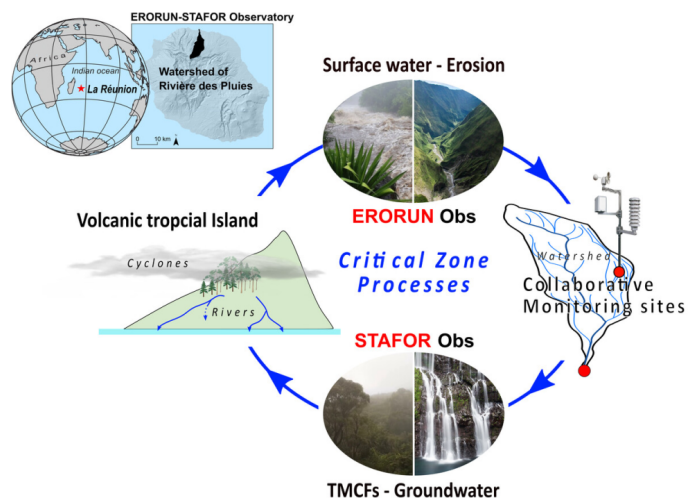 ERORUN-STAFOR Observatory
Africa
Indian ocean
La Réunion
Watershed of
Rivière des Pluies
0 10 km
Surface water - Erosion
ERORUN Obs
Volcanic tropcial Island
Cyclones
Rivers
Critical Zone
Processes
Watershed
Collaborative
Monitoring sites
STAFOR Obs
TMCFs - Groundwater